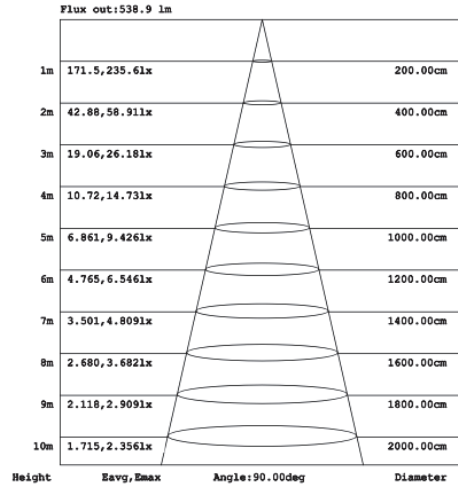 Flux out:538.9 lm
1m 171.5,235.6lx 200.00cm
2m 42.88,58.91lx 400.00cm
3m 19.06,26.18lx 600.00cm
4m 10.72,14.73lx 800.00cm
5m 6.861,9.426lx 1000.00cm
6m 4.765,6.546lx 1200.00cm
7m 3.501,4.809lx 1400.00cm
8m 2.680,3.682lx 1600.00cm
9m 2.118,2.909lx 1800.00cm
10m 1.715,2.356lx 2000.00cm
Height Eavg,Emax Angle:90.00deg Diameter